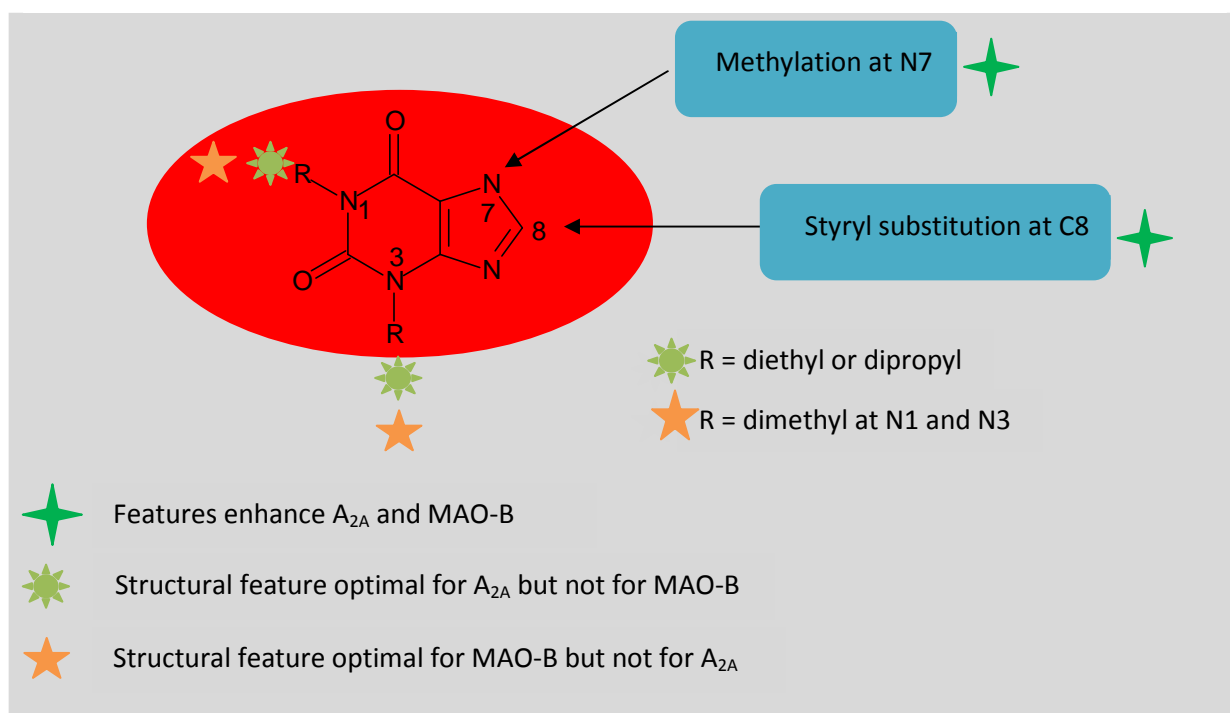 Methylation at N7
O
R
N
N1
7
Styryl substitution at C8
8
3
O
N
N
R
R = diethyl or dipropyl
R = dimethyl at N1 and N3
Features enhance A2A and MAO-B
Structural feature optimal for A2A but not for MAO-B
Structural feature optimal for MAO-B but not for A2A